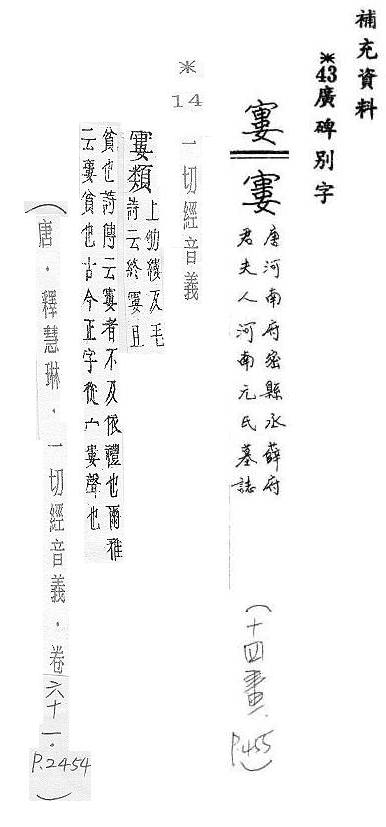 補充資料
※43廣碑別字
寠＝寠
唐河南府密縣丞薛府
君夫人河南元氏墓誌
（十四畫．P.455）
※14 一切經音義
寠類 上劬縷反毛
詩云終寠且
貧也詩傳云寠者不及依禮也爾雅
云寠貧也古今正字從宀婁聲也
（唐．釋慧琳．一切經音義．卷六十一．P.2454）